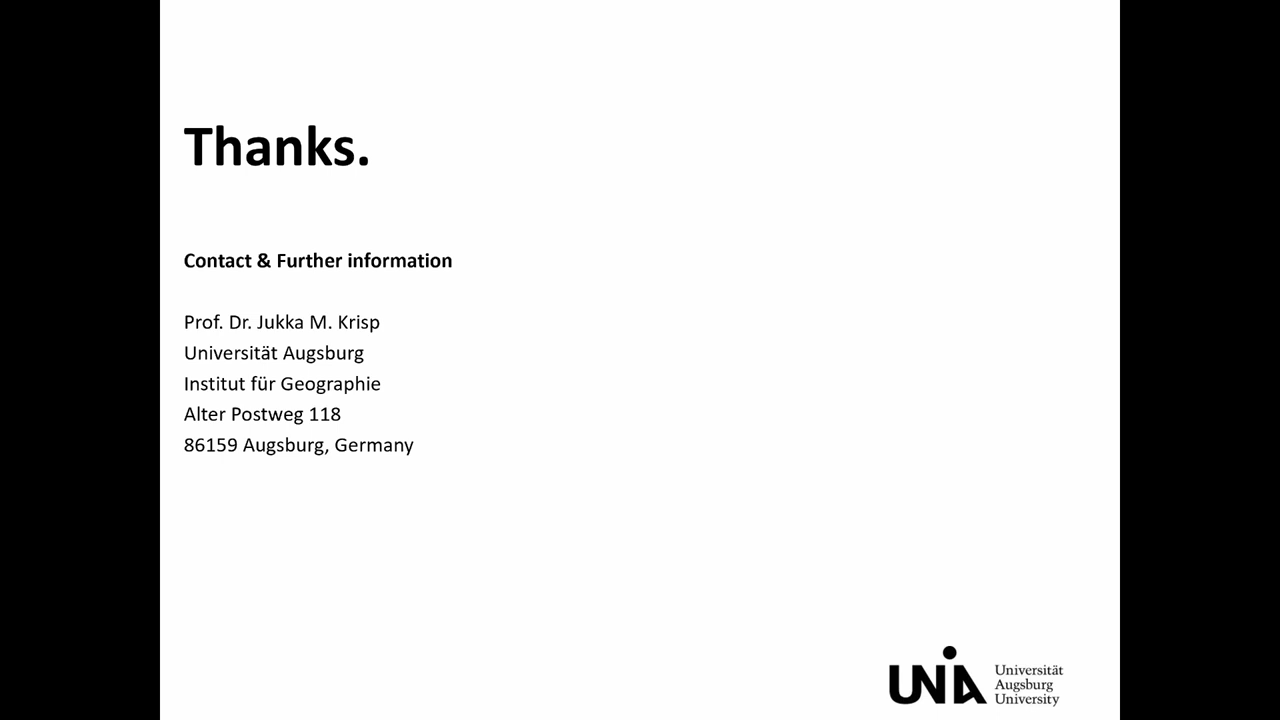 Thanks.
Contact & Further information
Prof. Dr. Jukka M. Krisp
Universität Augsburg
Institut für Geographie
Alter Postweg 118
86159 Augsburg, Germany
UNIA
Universität
Augsburg
University